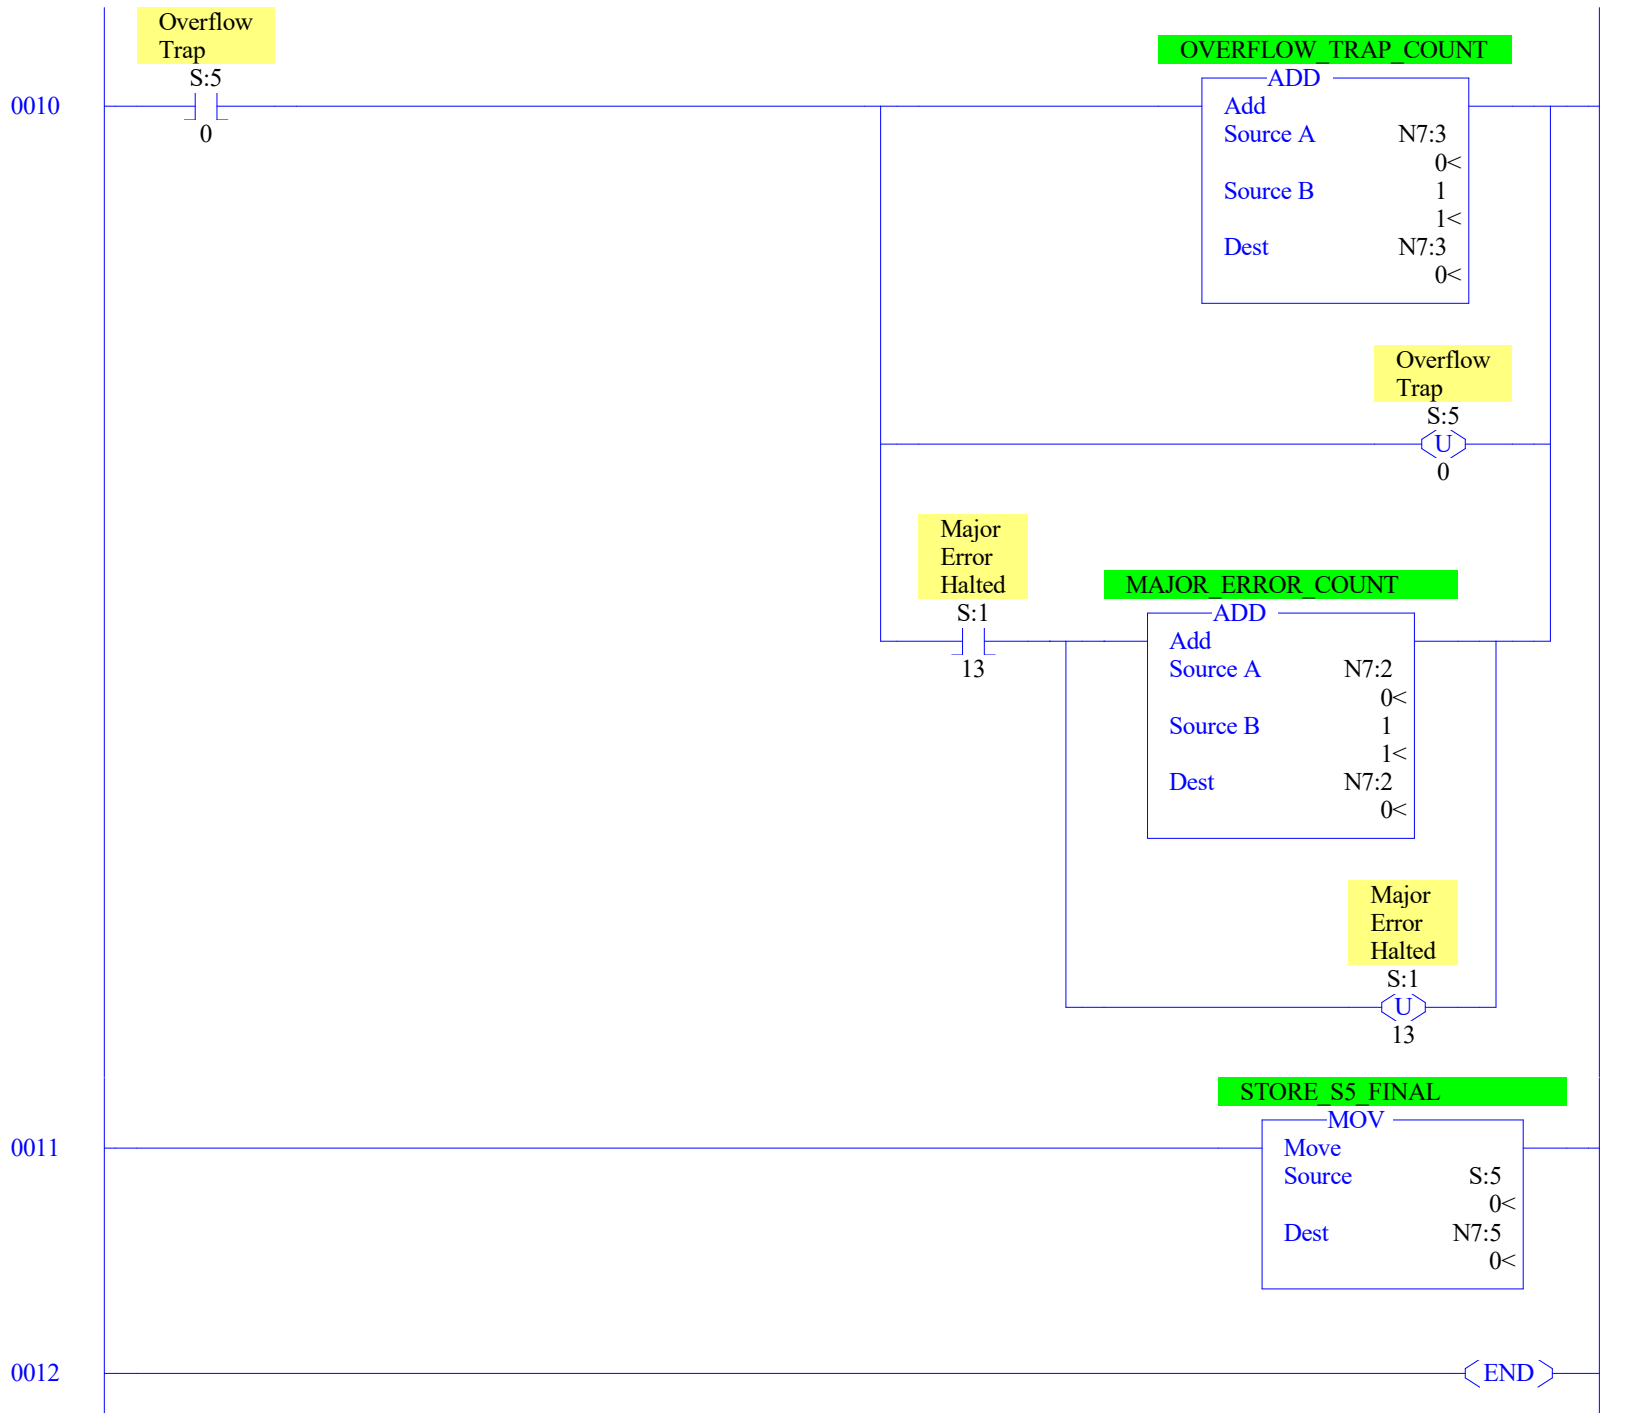 Overflow
Trap
S:5
0010
0
OVERFLOW_TRAP_COUNT
ADD
Add
Source A N7:3
0<
Source B 1
1<
Dest N7:3
0<
Overflow
Trap
S:5
U
0
Major
Error
Halted
S:1
13
MAJOR_ERROR_COUNT
ADD
Add
Source A N7:2
0<
Source B 1
1<
Dest N7:2
0<
Major
Error
Halted
S:1
U
13
STORE_S5_FINAL
MOV
0011
Move
Source S:5
0<
Dest N7:5
0<
0012
END